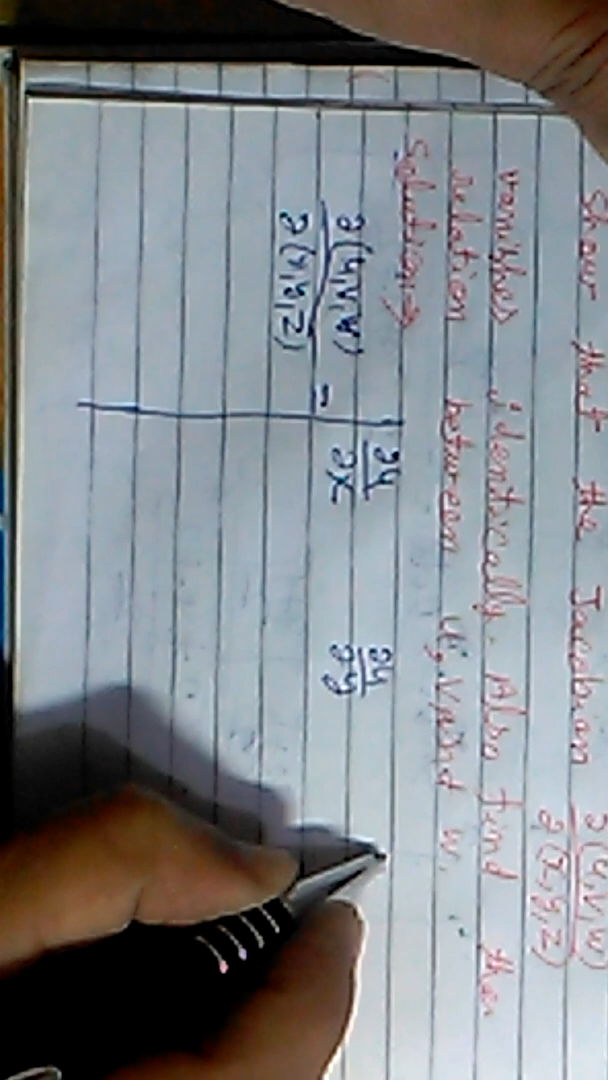 Show that the Jacobian ∂(u,v,w)/∂(x,y,z)
vanishes identically. Also find the
relation between u, v and w.
Solution →
∂(u,v,w)/∂(x,y,z) = | ∂u/∂x ∂u/∂y